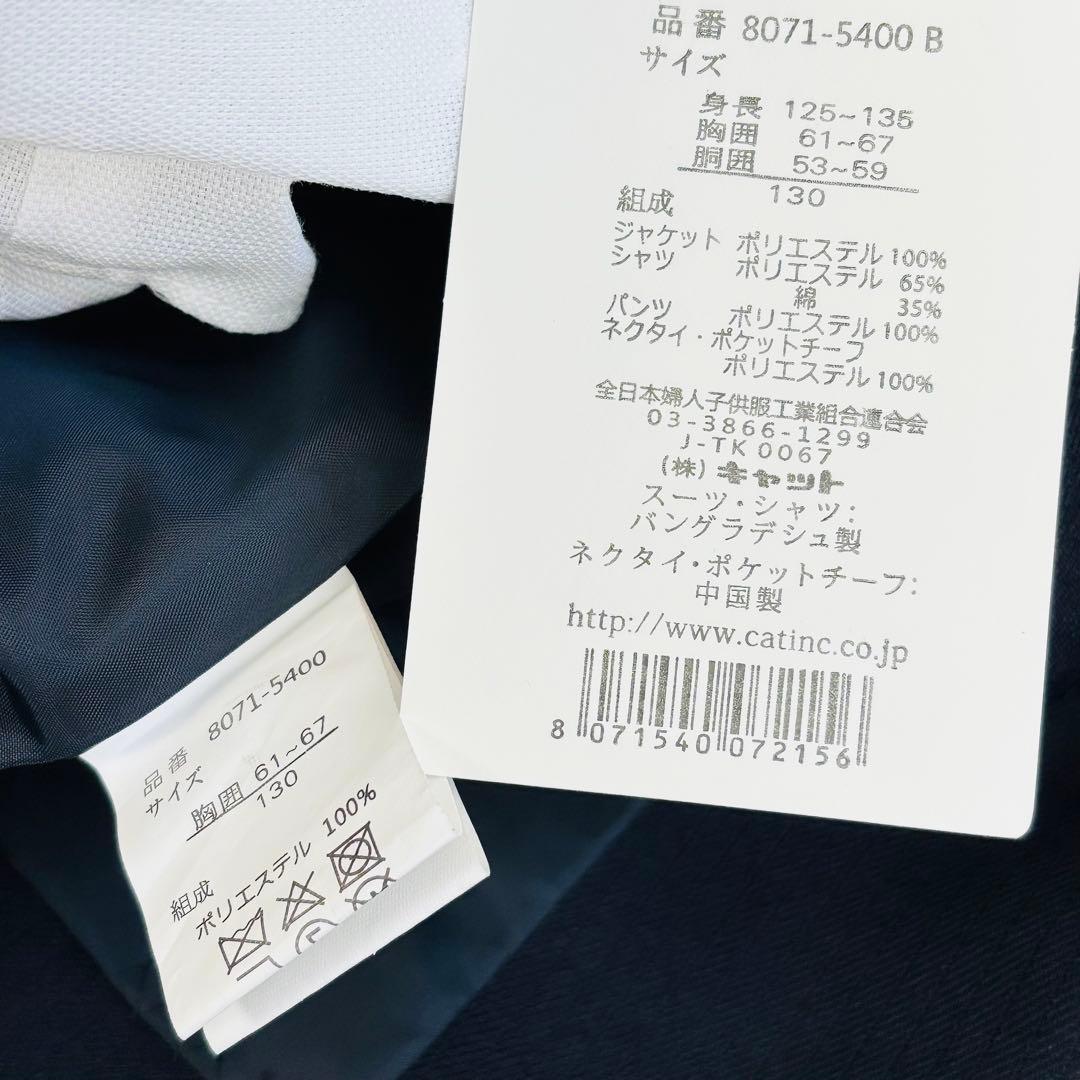 品番 8071-5400 B
サイズ
身長 125~135
胸囲 61~67
胴囲 53~59
130
組成
ジャケット ポリエステル 100%
シャツ ポリエステル 65%
綿 35%
パンツ ポリエステル 100%
ネクタイ・ポケットチーフ
ポリエステル 100%
全日本婦人子供服工業組合連合会
03-3866-1299
J-TK 0067
(株) キャット
スーツ・シャツ:
バングラデシュ製
ネクタイ・ポケットチーフ:
中国製
http://www.catinc.co.jp
8 071540 072156
品番 8071-5400
サイズ
胸囲 61~67
130
組成
ポリエステル 100%